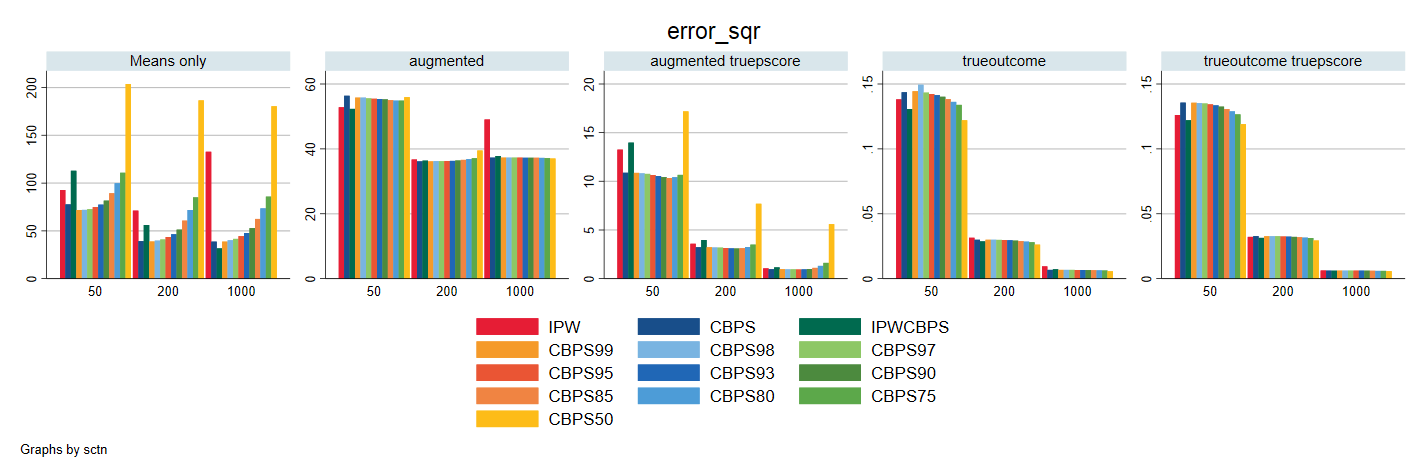 error_sqr
Means only
augmented
augmented truepscore
trueoutcome
trueoutcome truepscore
0 50 100 150 200
50 200 1000
0 20 40 60
50 200 1000
0 5 10 15 20
50 200 1000
0 .05 .1 .15
50 200 1000
0 .05 .1 .15
50 200 1000
IPW CBPS IPWCBPS
CBPS99 CBPS98 CBPS97
CBPS95 CBPS93 CBPS90
CBPS85 CBPS80 CBPS75
CBPS50
Graphs by sctn